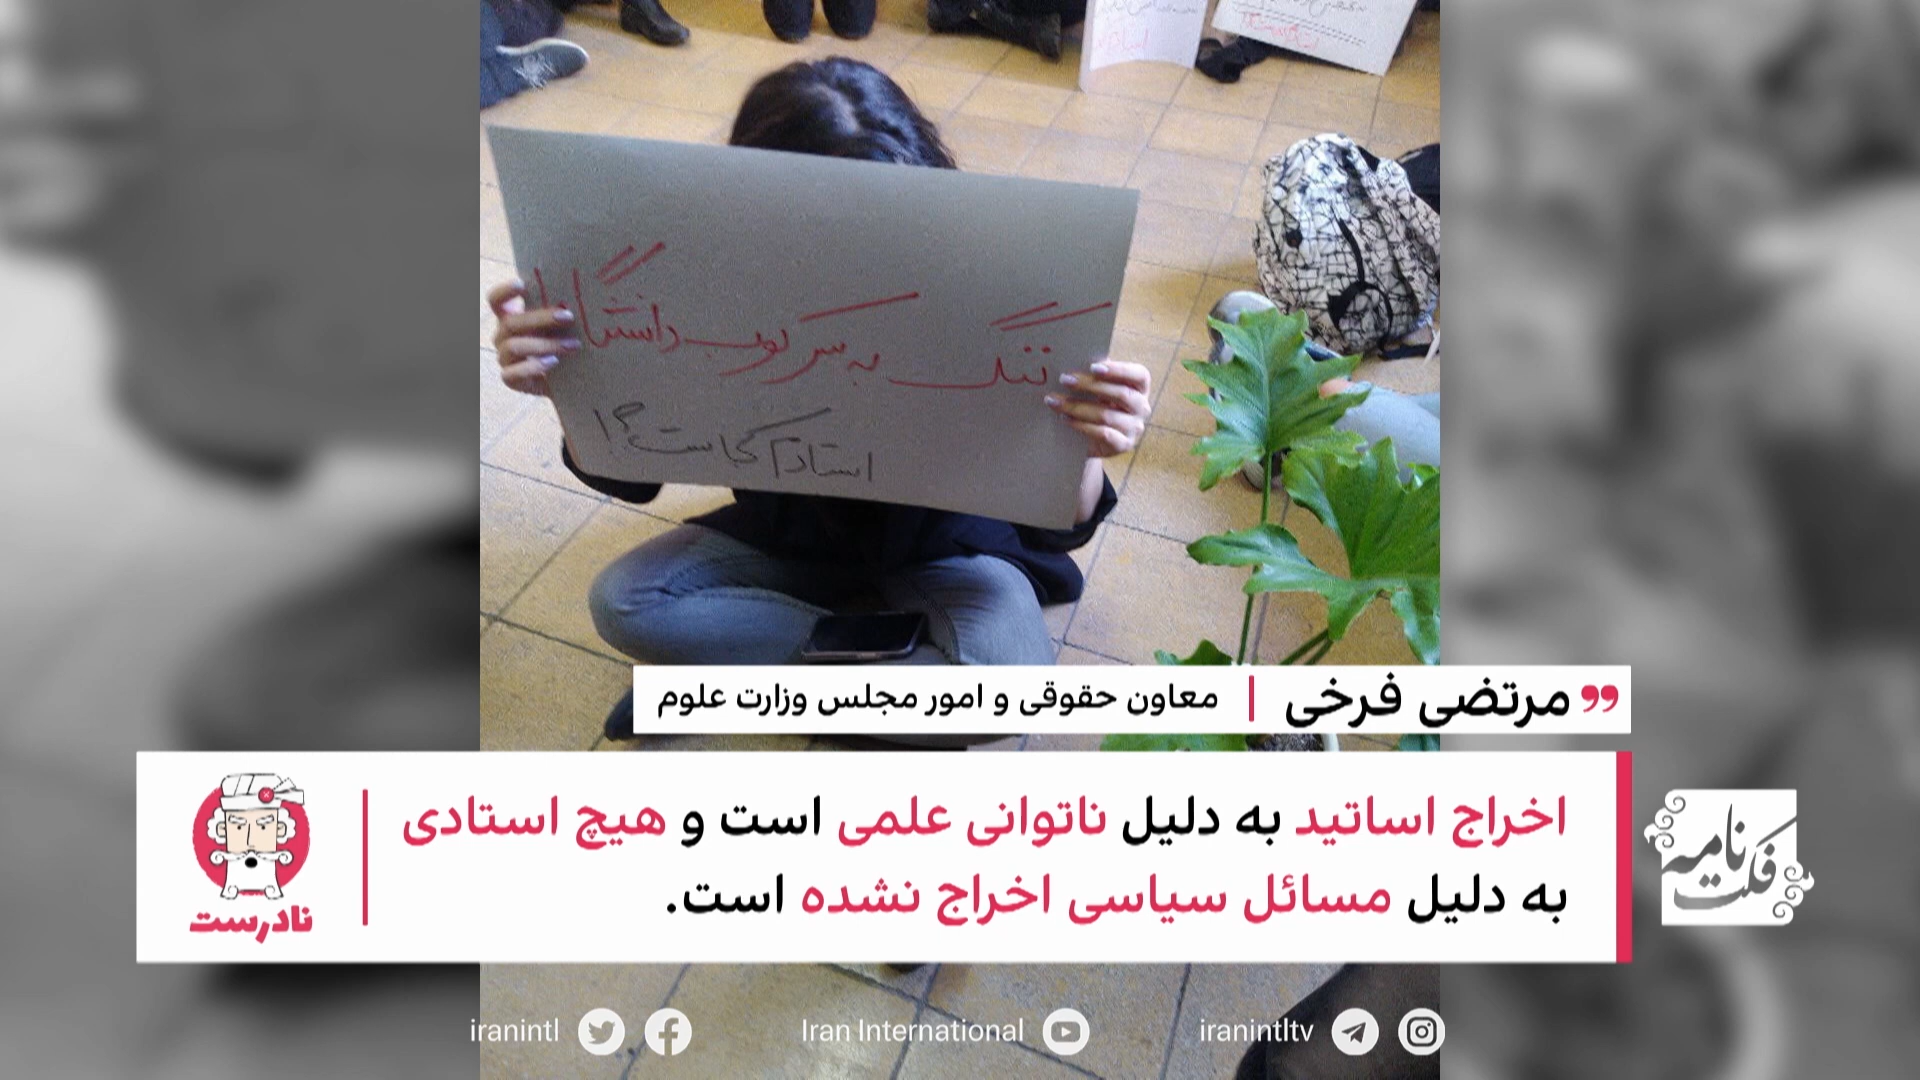 ننگ به سرکوب دانشگاه
استادم کجاست؟!
مرتضی فرخی | معاون حقوقی و امور مجلس وزارت علوم
اخراج اساتید به دلیل ناتوانی علمی است و هیچ استادی
به دلیل مسائل سیاسی اخراج نشده است.
نادرست
فکت نامه
iranintl
Iran International
iranintltv